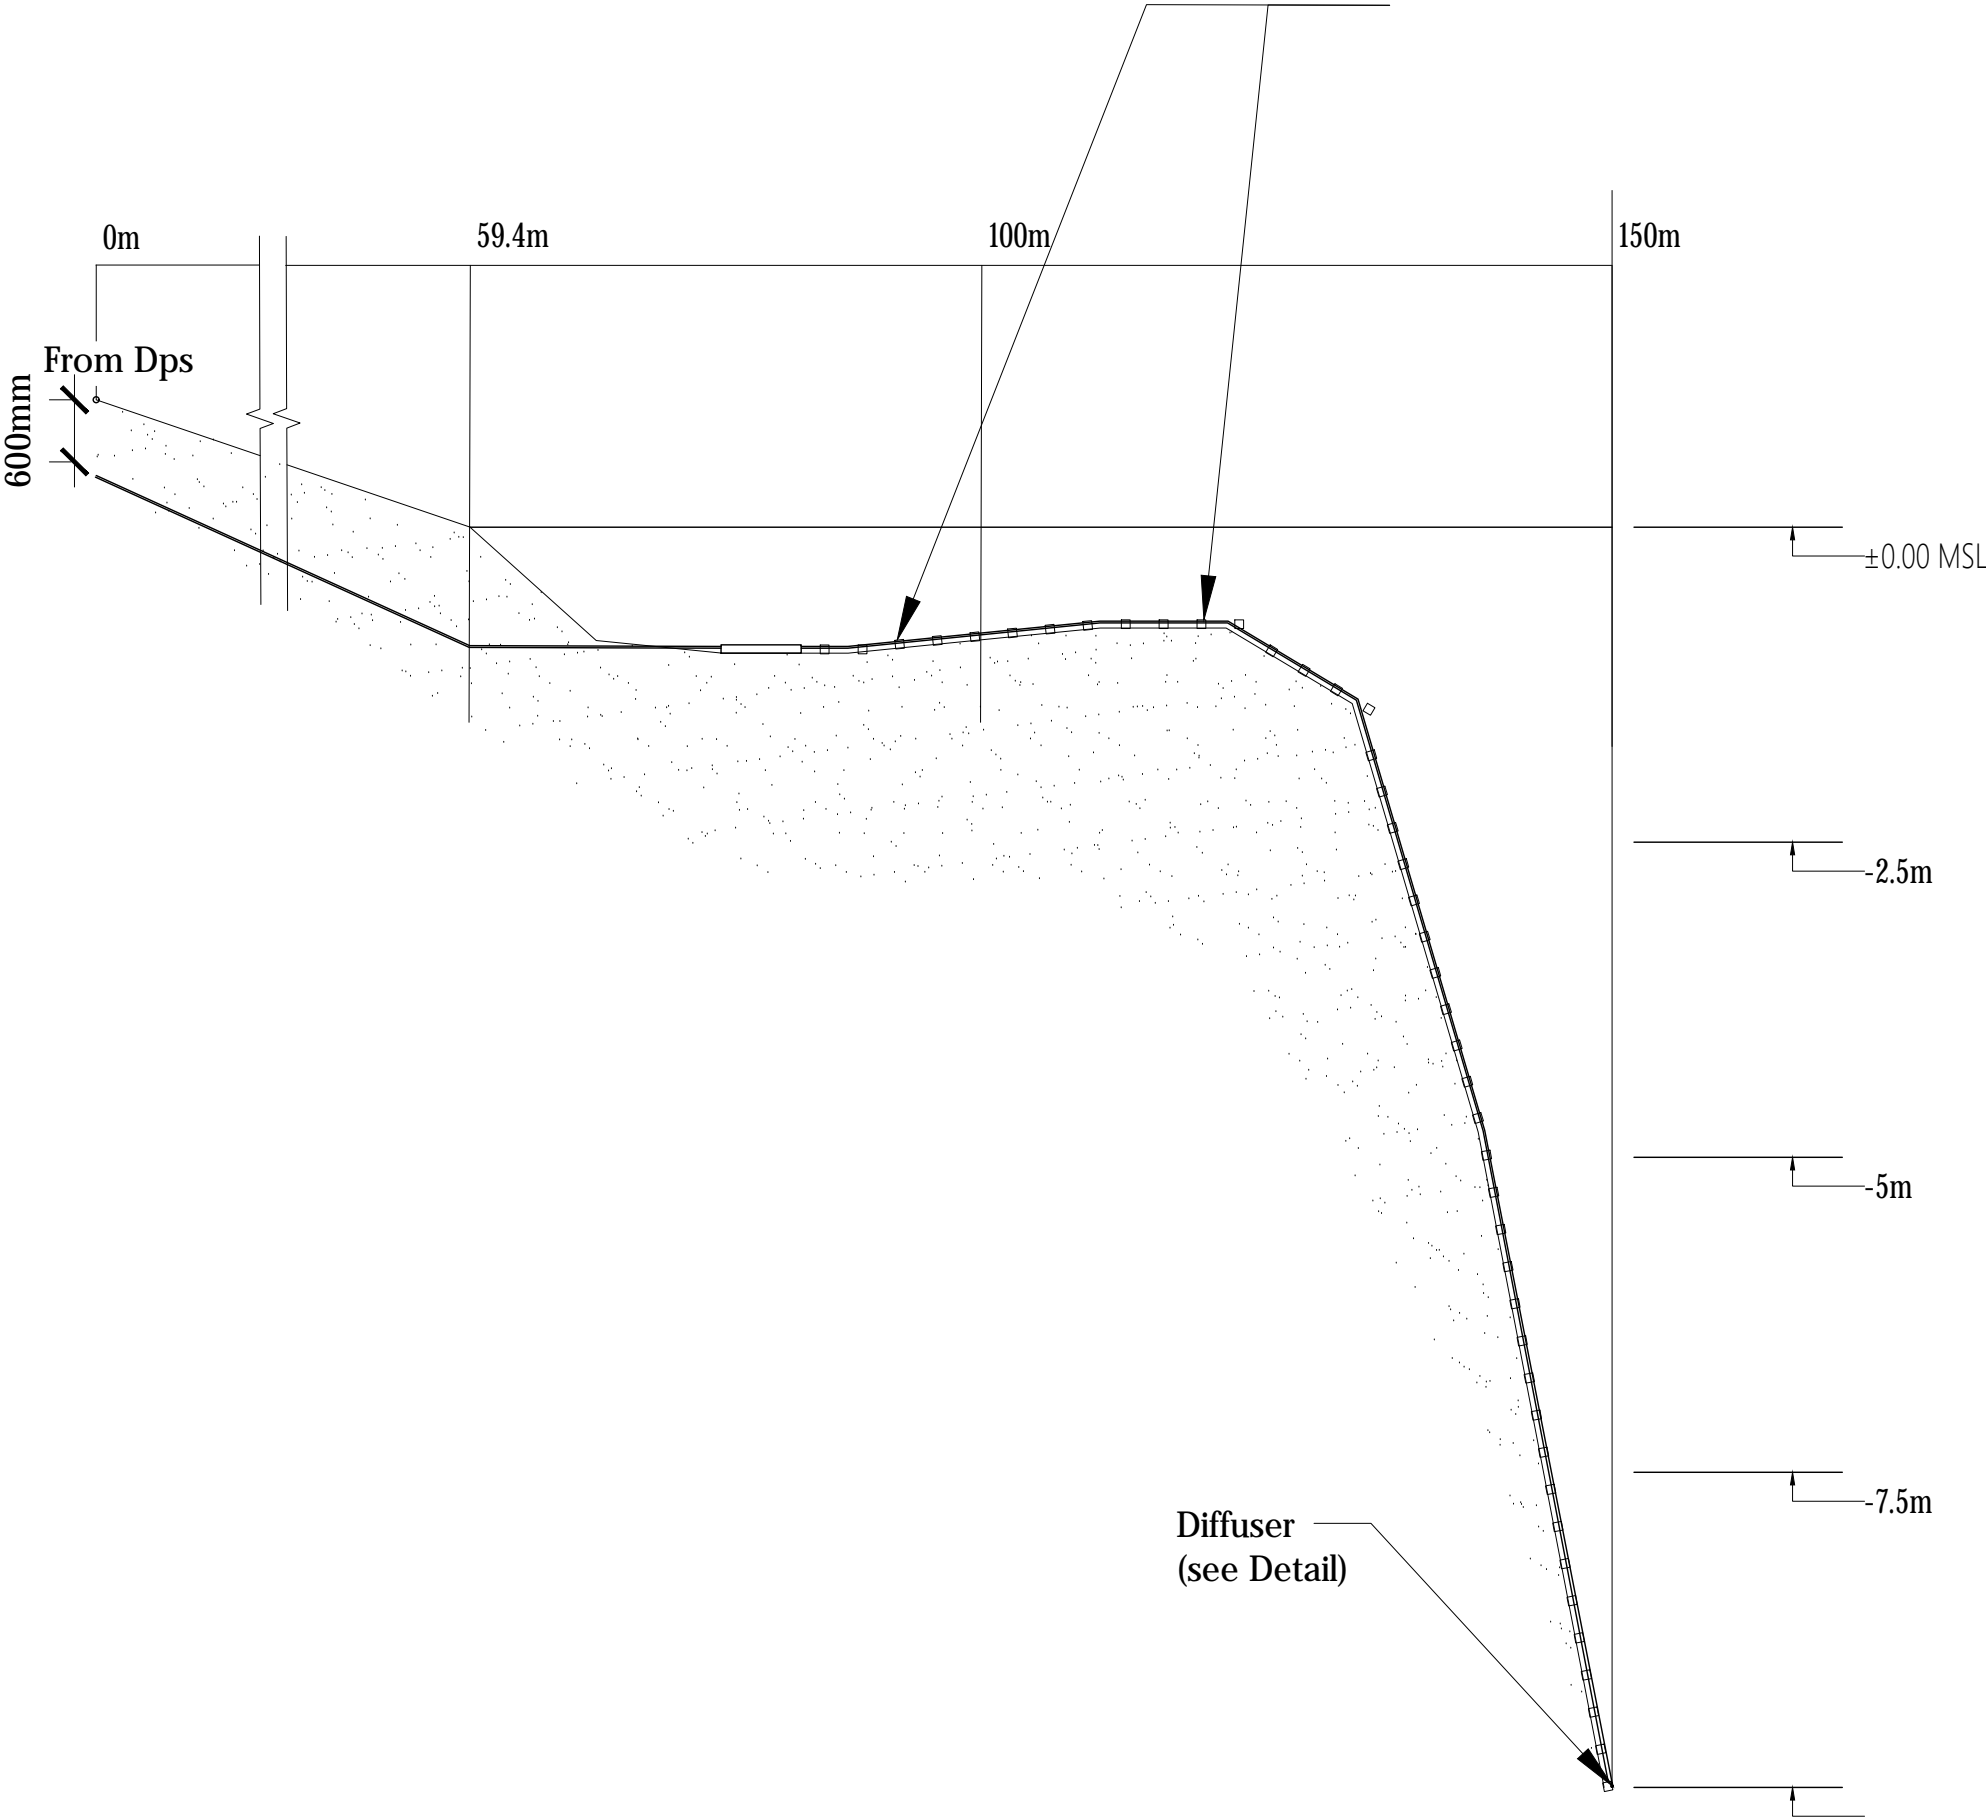 0m
59.4m
100m
150m
From Dps
600mm
±0.00 MSL
-2.5m
-5m
-7.5m
Diffuser
(see Detail)